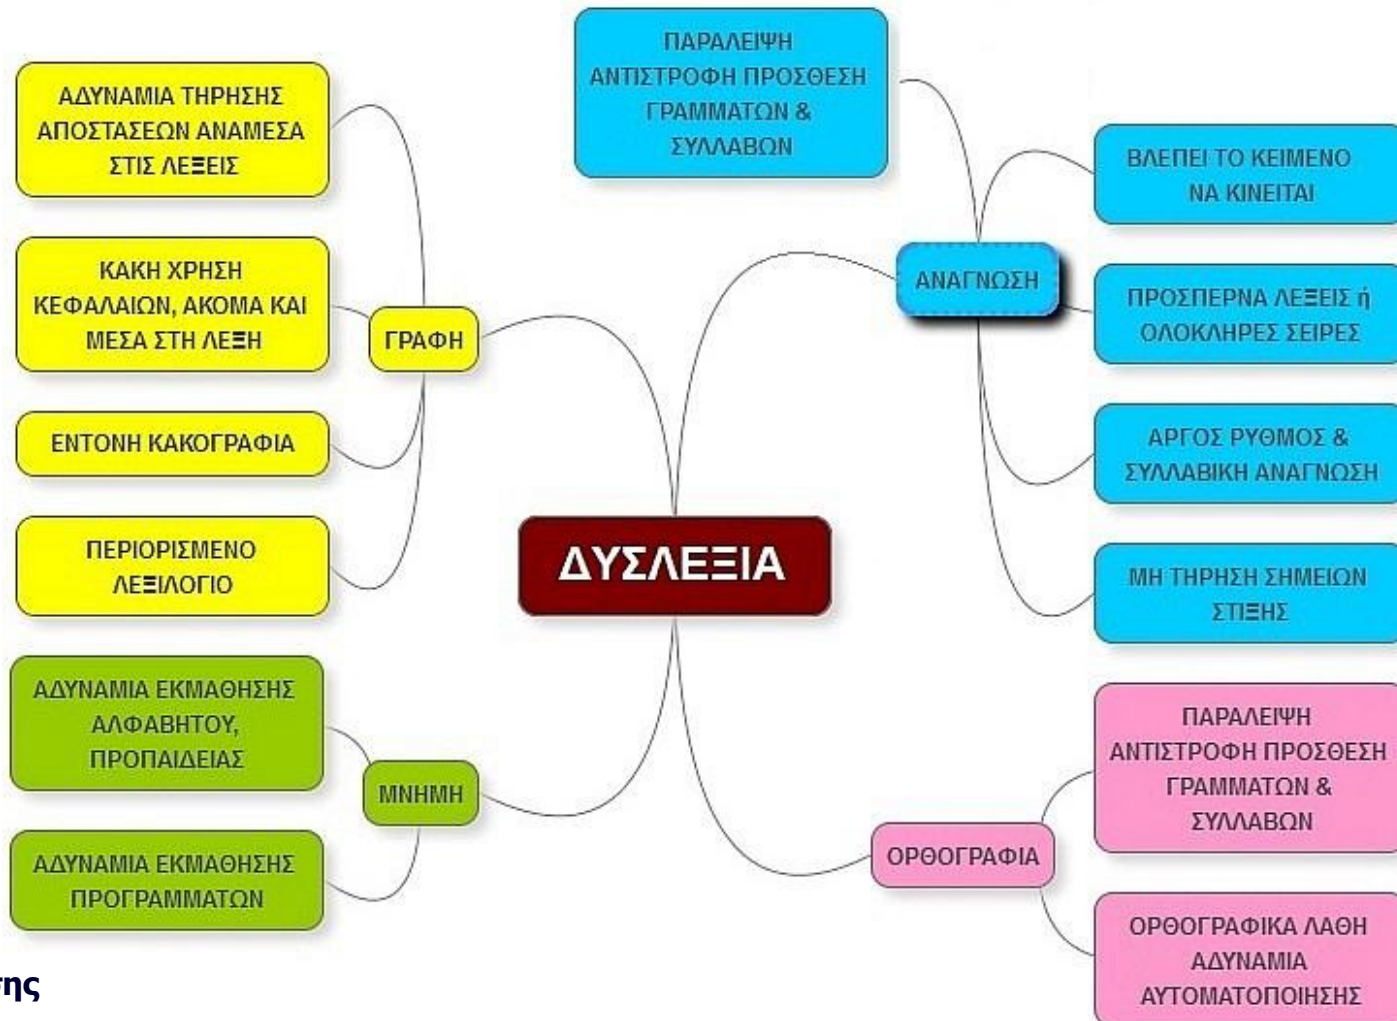 ΑΔΥΝΑΜΙΑ ΤΗΡΗΣΗΣ
ΑΠΟΣΤΑΣΕΩΝ ΑΝΑΜΕΣΑ
ΣΤΙΣ ΛΕΞΕΙΣ
ΚΑΚΗ ΧΡΗΣΗ
ΚΕΦΑΛΑΙΩΝ, ΑΚΟΜΑ ΚΑΙ
ΜΕΣΑ ΣΤΗ ΛΕΞΗ
ΕΝΤΟΝΗ ΚΑΚΟΓΡΑΦΙΑ
ΠΕΡΙΟΡΙΣΜΕΝΟ
ΛΕΞΙΛΟΓΙΟ
ΓΡΑΦΗ
ΠΑΡΑΛΕΙΨΗ
ΑΝΤΙΣΤΡΟΦΗ ΠΡΟΣΘΕΣΗ
ΓΡΑΜΜΑΤΩΝ &
ΣΥΛΛΑΒΩΝ
ΑΝΑΓΝΩΣΗ
ΒΛΕΠΕΙ ΤΟ ΚΕΙΜΕΝΟ
ΝΑ ΚΙΝΕΙΤΑΙ
ΠΡΟΣΠΕΡΝΑ ΛΕΞΕΙΣ ή
ΟΛΟΚΛΗΡΕΣ ΣΕΙΡΕΣ
ΑΡΓΟΣ ΡΥΘΜΟΣ &
ΣΥΛΛΑΒΙΚΗ ΑΝΑΓΝΩΣΗ
ΜΗ ΤΗΡΗΣΗ ΣΗΜΕΙΩΝ
ΣΤΙΞΗΣ
ΔΥΣΛΕΞΙΑ
ΑΔΥΝΑΜΙΑ ΕΚΜΑΘΗΣΗΣ
ΑΛΦΑΒΗΤΟΥ,
ΠΡΟΠΑΙΔΕΙΑΣ
ΜΝΗΜΗ
ΑΔΥΝΑΜΙΑ ΕΚΜΑΘΗΣΗΣ
ΠΡΟΓΡΑΜΜΑΤΩΝ
ΟΡΘΟΓΡΑΦΙΑ
ΠΑΡΑΛΕΙΨΗ
ΑΝΤΙΣΤΡΟΦΗ ΠΡΟΣΘΕΣΗ
ΓΡΑΜΜΑΤΩΝ &
ΣΥΛΛΑΒΩΝ
ΟΡΘΟΓΡΑΦΙΚΑ ΛΑΘΗ
ΑΔΥΝΑΜΙΑ
ΑΥΤΟΜΑΤΟΠΟΙΗΣΗΣ